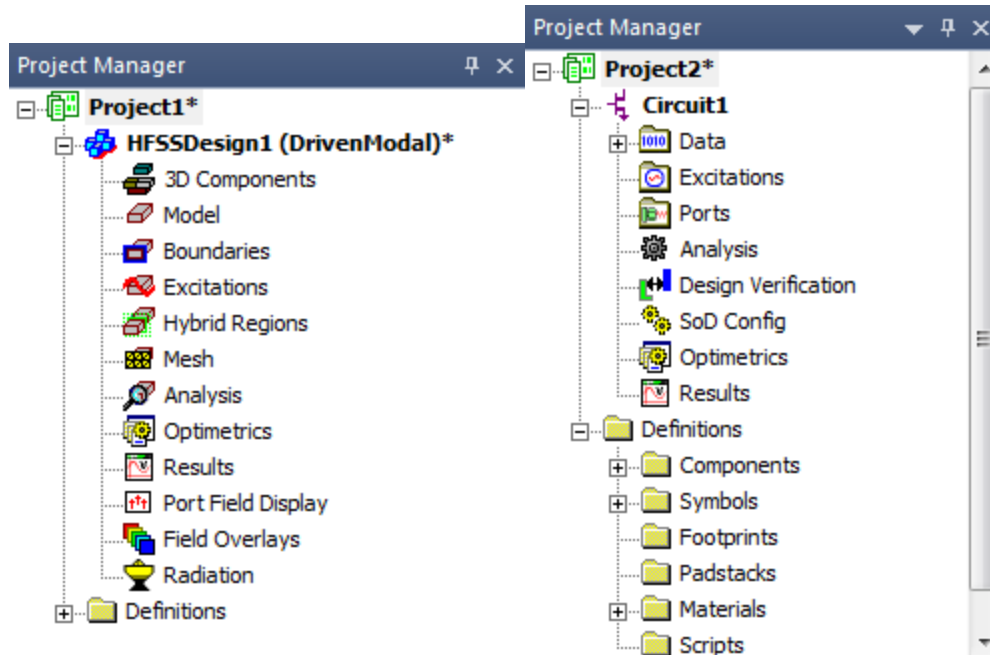 Project Manager
Project1*
HFSSDesign1 (DrivenModal)*
3D Components
Model
Boundaries
Excitations
Hybrid Regions
Mesh
Analysis
Optimetrics
Results
Port Field Display
Field Overlays
Radiation
Definitions
Project Manager
Project2*
Circuit1
Data
Excitations
Ports
Analysis
Design Verification
SoD Config
Optimetrics
Results
Definitions
Components
Symbols
Footprints
Padstacks
Materials
Scripts